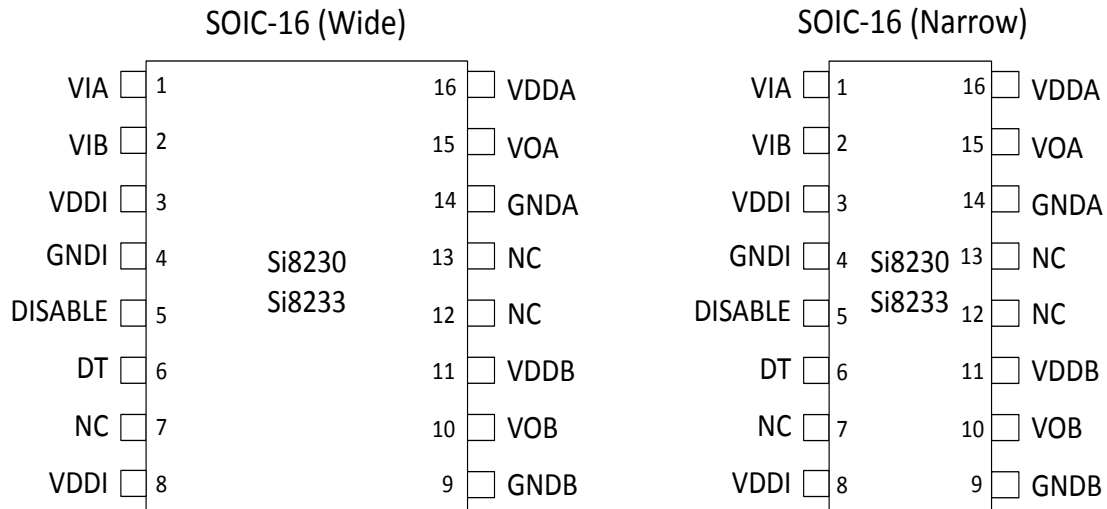 SOIC-16 (Wide)
VIA 1 16 VDDA
VIB 2 15 VOA
VDDI 3 14 GNDA
GNDI 4 Si8230 13 NC
DISABLE 5 Si8233 12 NC
DT 6 11 VDDB
NC 7 10 VOB
VDDI 8 9 GNDB
SOIC-16 (Narrow)
VIA 1 16 VDDA
VIB 2 15 VOA
VDDI 3 14 GNDA
GNDI 4 Si8230 13 NC
DISABLE 5 Si8233 12 NC
DT 6 11 VDDB
NC 7 10 VOB
VDDI 8 9 GNDB